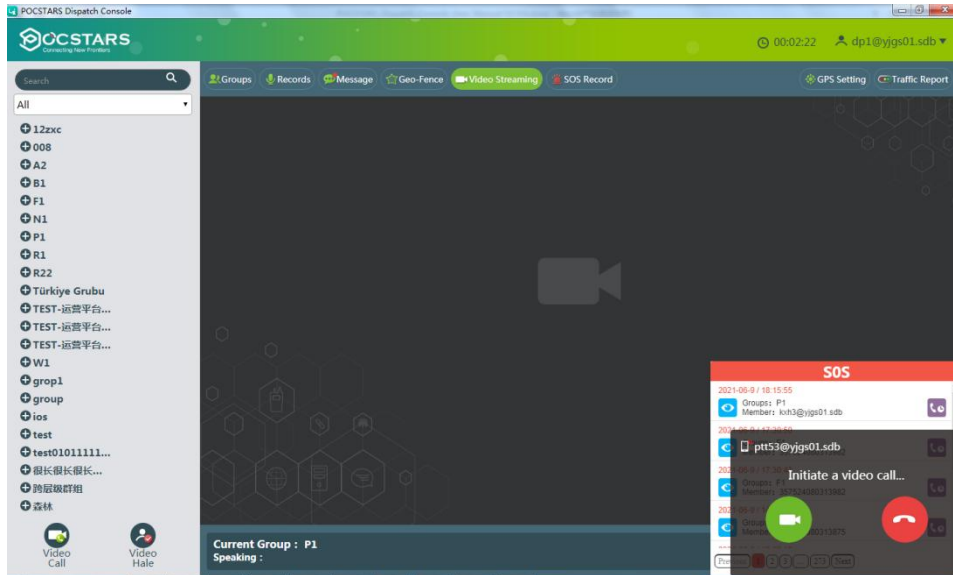 POCSTARS Dispatch Console
POCSTARS
Connecting New Frontiers
00:02:22
dp1@yjgs01.sdb
Search
Groups
Records
Message
Geo-Fence
Video Streaming
SOS Record
GPS Setting
Traffic Report
All
12zxc
008
A2
B1
F1
N1
P1
R1
R22
Türkiye Grubu
TEST-运营平台...
TEST-运营平台...
TEST-运营平台...
W1
grop1
group
ios
test
test01011111...
很长很长很长...
跨层级群组
森林
Video Call
Video Hale
Current Group : P1
Speaking :
SOS
2021-06-9 / 18:15:55
Groups: P1
Member: kxh3@yjgs01.sdb
ptt53@yjgs01.sdb
Initiate a video call...
1 2 3 ... 273 Next